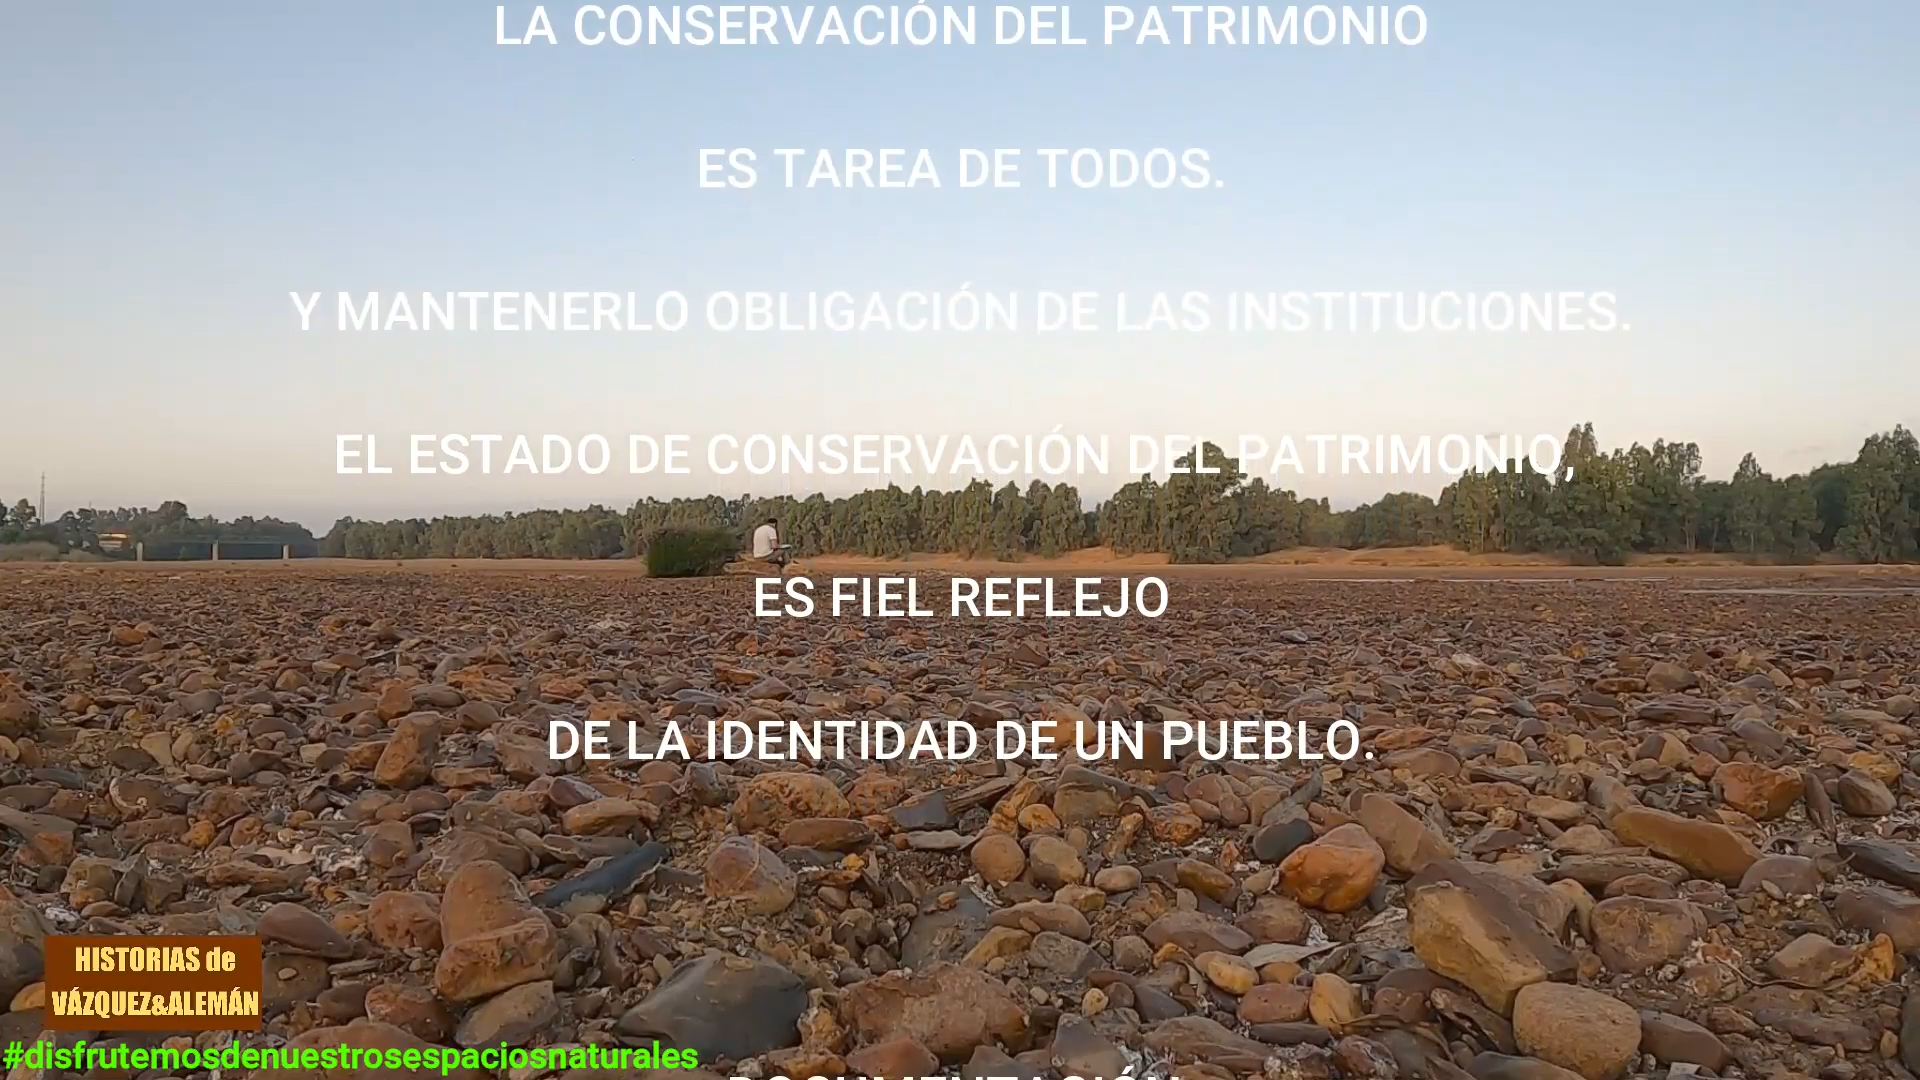 LA CONSERVACIÓN DEL PATRIMONIO
ES TAREA DE TODOS.
Y MANTENERLO OBLIGACIÓN DE LAS INSTITUCIONES.
EL ESTADO DE CONSERVACIÓN DEL PATRIMONIO,
ES FIEL REFLEJO
DE LA IDENTIDAD DE UN PUEBLO.
HISTORIAS de
VÁZQUEZ&ALEMÁN
#disfrutemosdenuestrosespaciosnaturales
DOCUMENTACIÓN